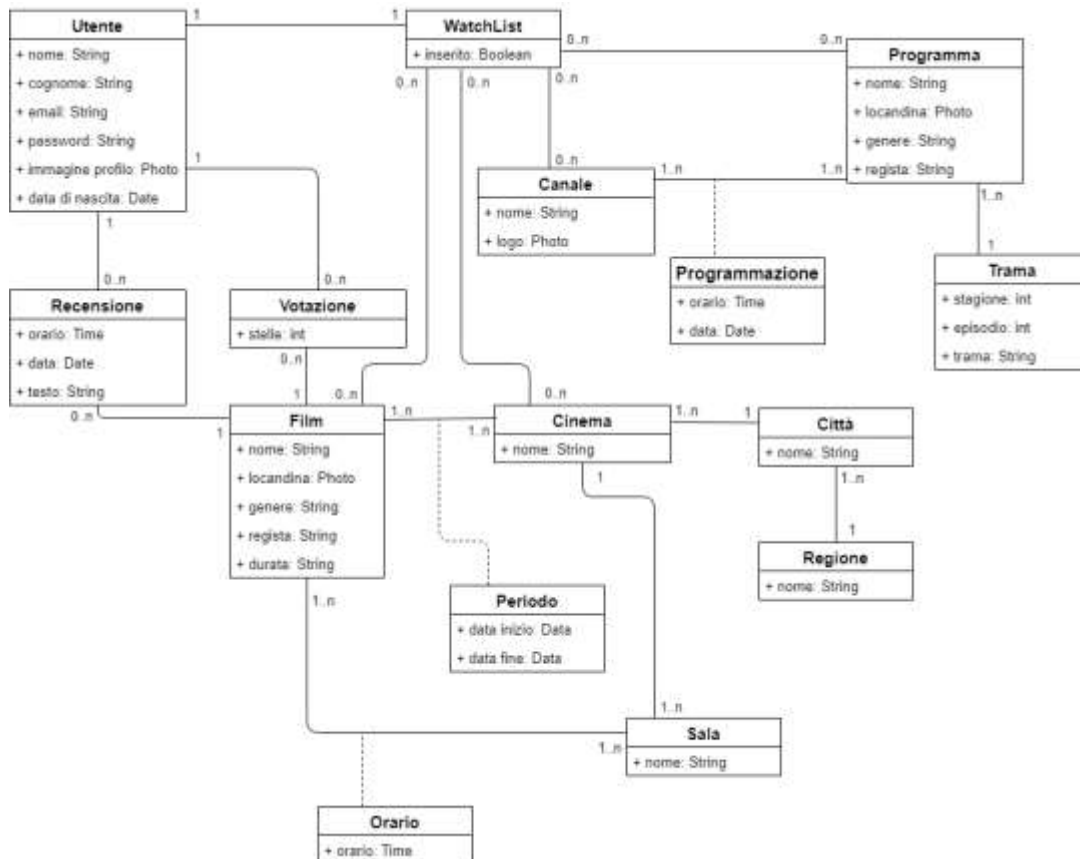 Utente
+ nome: String
+ cognome: String
+ email: String
+ password: String
+ immagine profilo: Photo
+ data di nascita: Date
1
1
WatchList
+ inserito: Boolean
0..n
0..n
0..n
0..n
0..n
Programma
+ nome: String
+ locandina: Photo
+ genere: String
+ regista: String
1
0..n
1..n
1..n
Canale
+ nome: String
+ logo: Photo
1..n
1
1
0..n
0..n
Programmazione
+ orario: Time
+ data: Date
Trama
+ stagione: int
+ episodio: int
+ trama: String
Recensione
+ orario: Time
+ data: Date
+ testo: String
Votazione
+ stelle: int
0..n
1
0..n
0..n
0..n
1
Film
+ nome: String
+ locandina: Photo
+ genere: String
+ regista: String
+ durata: String
1..n
1..n
Cinema
+ nome: String
1..n
1
Città
+ nome: String
1
1..n
1
Regione
+ nome: String
1..n
Periodo
+ data inizio: Data
+ data fine: Data
1..n
1..n
Sala
+ nome: String
Orario
+ orario: Time